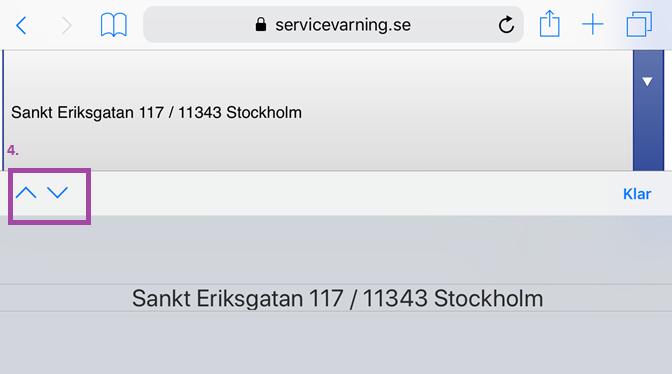 servicevarning.se
Sankt Eriksgatan 117 / 11343 Stockholm
4.
Klar
Sankt Eriksgatan 117 / 11343 Stockholm